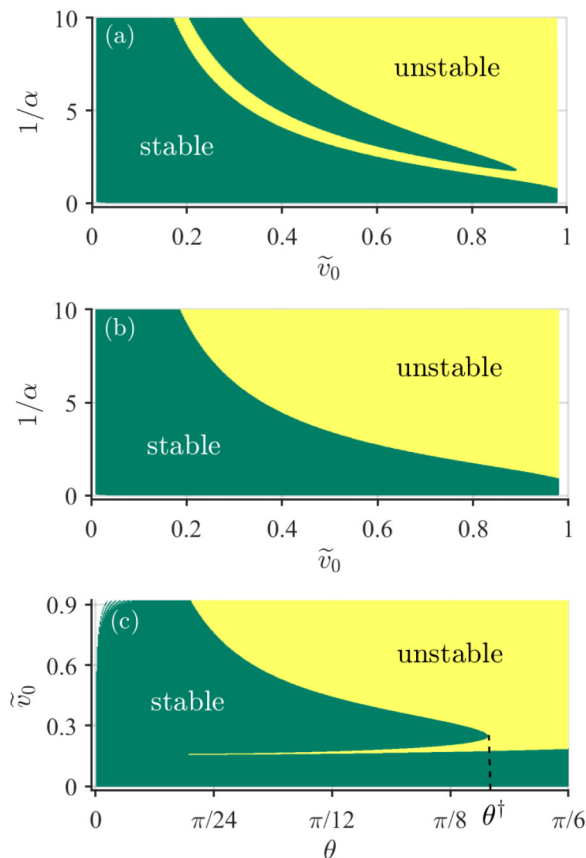 10
(a)
unstable
1/α
5
stable
0
0 0.2 0.4 0.6 0.8 1
ṽ₀
10
(b)
unstable
1/α
5
stable
0
0 0.2 0.4 0.6 0.8 1
ṽ₀
0.9
(c)
unstable
0.6
ṽ₀
stable
0.3
0
0 π/24 π/12 π/8 θ† π/6
θ